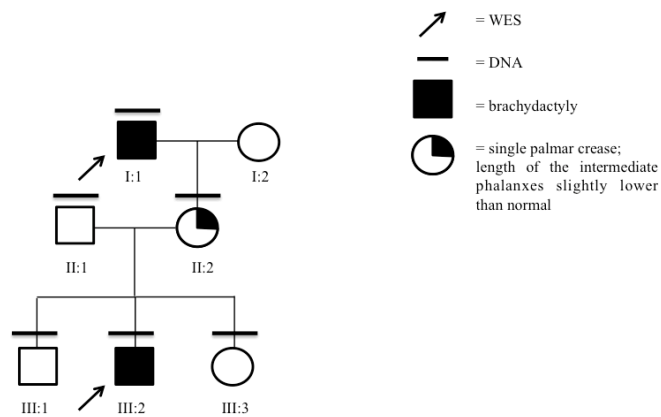 = WES
= DNA
= brachydactyly
= single palmar crease;
length of the intermediate
phalanxes slightly lower
than normal
I:1 I:2
II:1 II:2
III:1 III:2 III:3